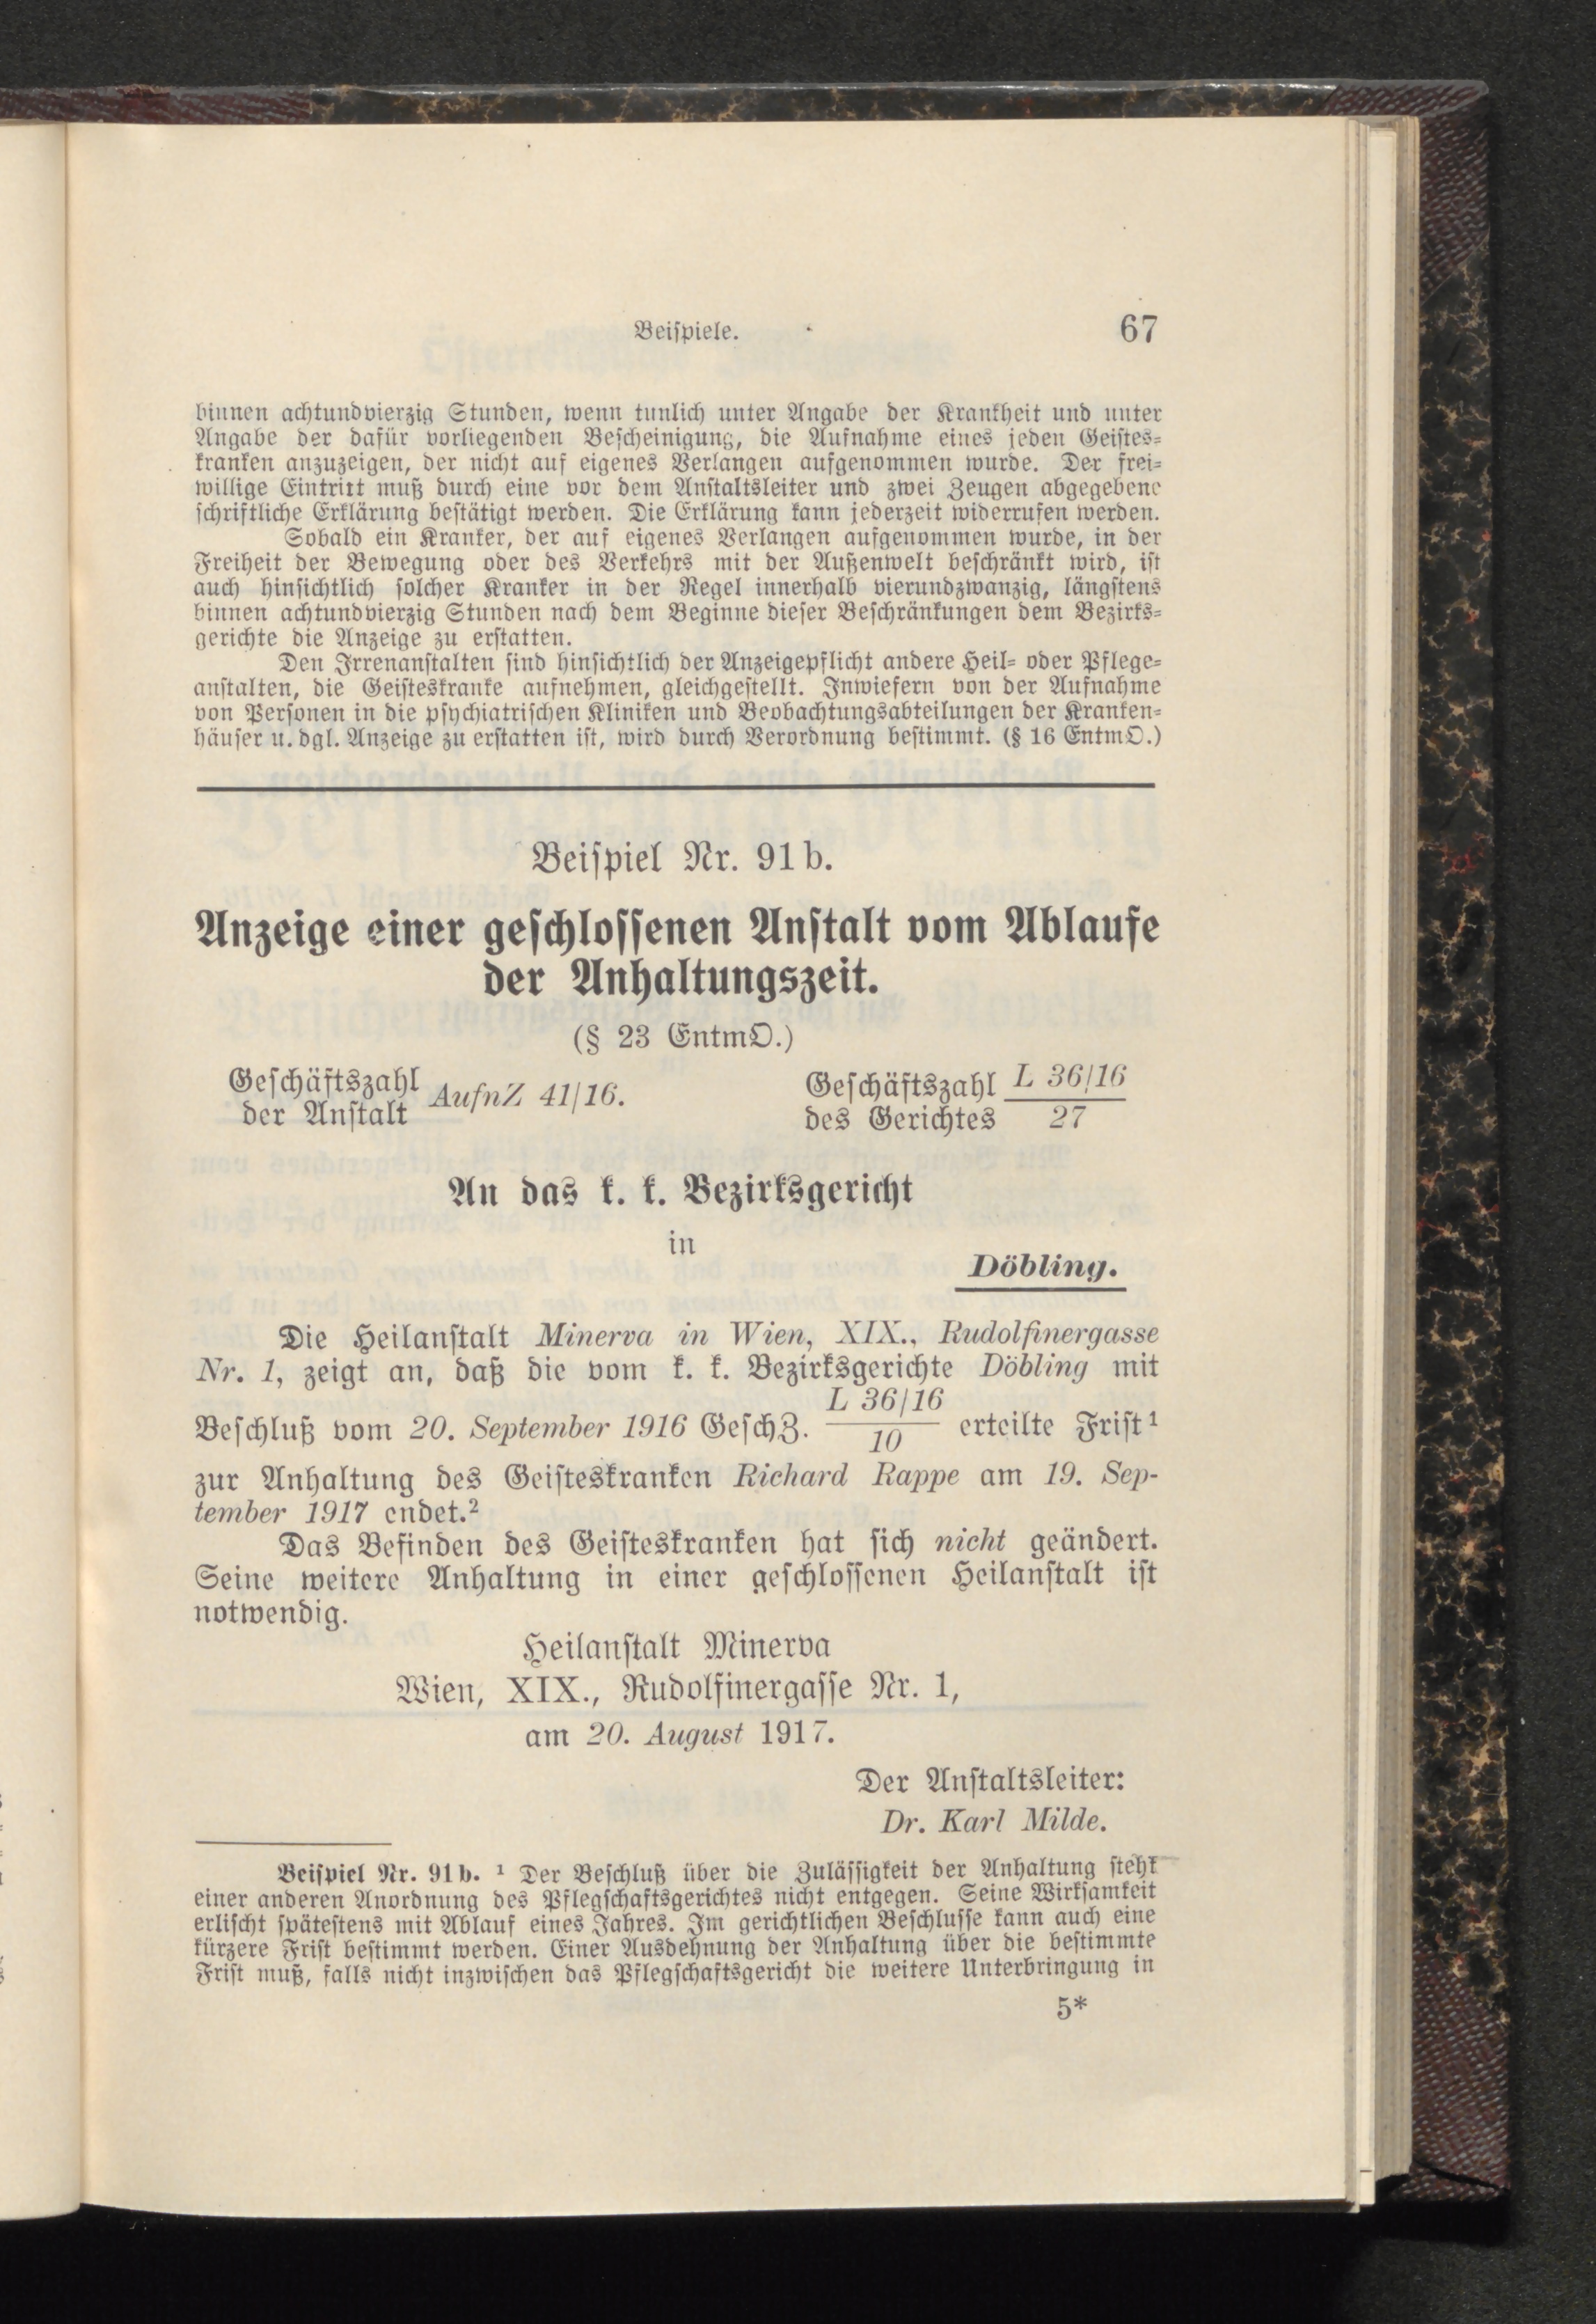 Beispiele.
67
binnen achtundvierzig Stunden, wenn tunlich unter Angabe der Krankheit und unter
Angabe der dafür vorliegenden Bescheinigung, die Aufnahme eines jeden Geistes-
kranken anzuzeigen, der nicht auf eigenes Verlangen aufgenommen wurde. Der frei-
willige Eintritt muß durch eine vor dem Anstaltsleiter und zwei Zeugen abgegebene
schriftliche Erklärung bestätigt werden. Die Erklärung kann jederzeit widerrufen werden.
Sobald ein Kranker, der auf eigenes Verlangen aufgenommen wurde, in der
Freiheit der Bewegung oder des Verkehrs mit der Außenwelt beschränkt wird, ist
auch hinsichtlich solcher Kranker in der Regel innerhalb vierundzwanzig, längstens
binnen achtundvierzig Stunden nach dem Beginne dieser Beschränkungen dem Bezirks-
gerichte die Anzeige zu erstatten.
Den Irrenanstalten sind hinsichtlich der Anzeigepflicht andere Heil- oder Pflege-
anstalten, die Geisteskranke aufnehmen, gleichgestellt. Inwiefern von der Aufnahme
von Personen in die psychiatrischen Kliniken und Beobachtungsabteilungen der Kranken-
häuser u. dgl. Anzeige zu erstatten ist, wird durch Verordnung bestimmt. (§ 16 EntmO.)
Beispiel Nr. 91 b.
Anzeige einer geschlossenen Anstalt vom Ablaufe
der Anhaltungszeit.
(§ 23 EntmO.)
Geschäftszahl
der Anstalt
AufnZ 41/16.
Geschäftszahl
des Gerichtes
L 36/16
27
An das k. k. Bezirksgericht
in
Döbling.
Die Heilanstalt Minerva in Wien, XIX., Rudolfinergasse
Nr. 1, zeigt an, daß die vom k. k. Bezirksgerichte Döbling mit
Beschluß vom 20. September 1916 GeschZ. L 36/16 / 10 erteilte Frist¹
zur Anhaltung des Geisteskranken Richard Rappe am 19. Sep-
tember 1917 endet.²
Das Befinden des Geisteskranken hat sich nicht geändert.
Seine weitere Anhaltung in einer geschlossenen Heilanstalt ist
notwendig.
Heilanstalt Minerva
Wien, XIX., Rudolfinergasse Nr. 1,
am 20. August 1917.
Der Anstaltsleiter:
Dr. Karl Milde.
Beispiel Nr. 91 b. ¹ Der Beschluß über die Zulässigkeit der Anhaltung steht
einer anderen Anordnung des Pflegschaftsgerichtes nicht entgegen. Seine Wirksamkeit
erlischt spätestens mit Ablauf eines Jahres. Im gerichtlichen Beschlusse kann auch eine
kürzere Frist bestimmt werden. Einer Ausdehnung der Anhaltung über die bestimmte
Frist muß, falls nicht inzwischen das Pflegschaftsgericht die weitere Unterbringung in
5*